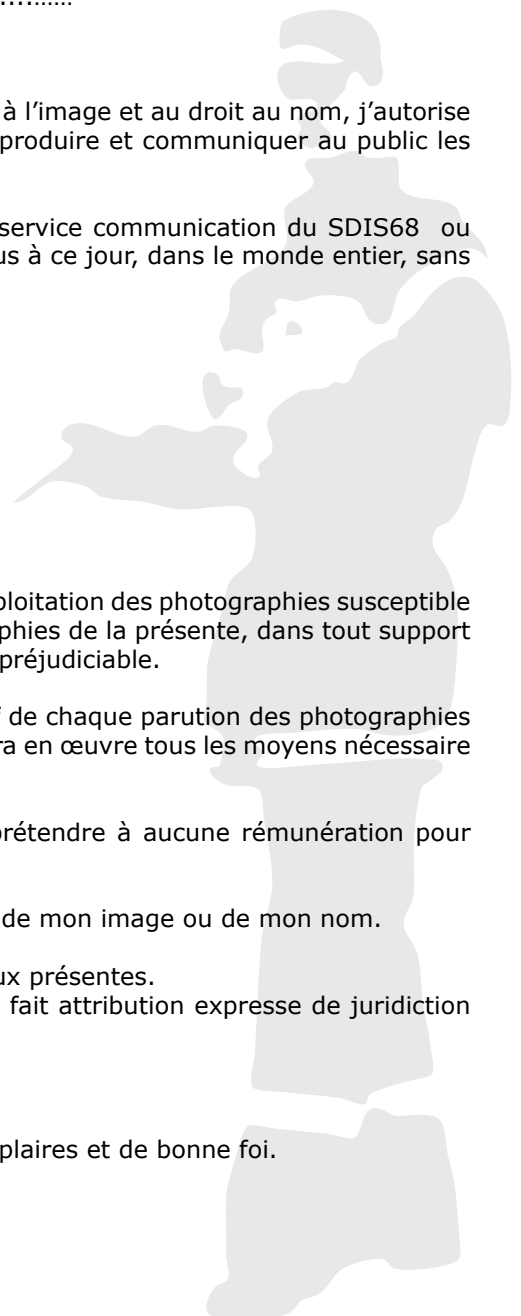 .....……
à l’image et au droit au nom, j’autorise
produire et communiquer au public les
service communication du SDIS68 ou
us à ce jour, dans le monde entier, sans
ploitation des photographies susceptible
phies de la présente, dans tout support
préjudiciable.
de chaque parution des photographies
ra en œuvre tous les moyens nécessaire
prétendre à aucune rémunération pour
de mon image ou de mon nom.
ux présentes.
fait attribution expresse de juridiction
plaires et de bonne foi.